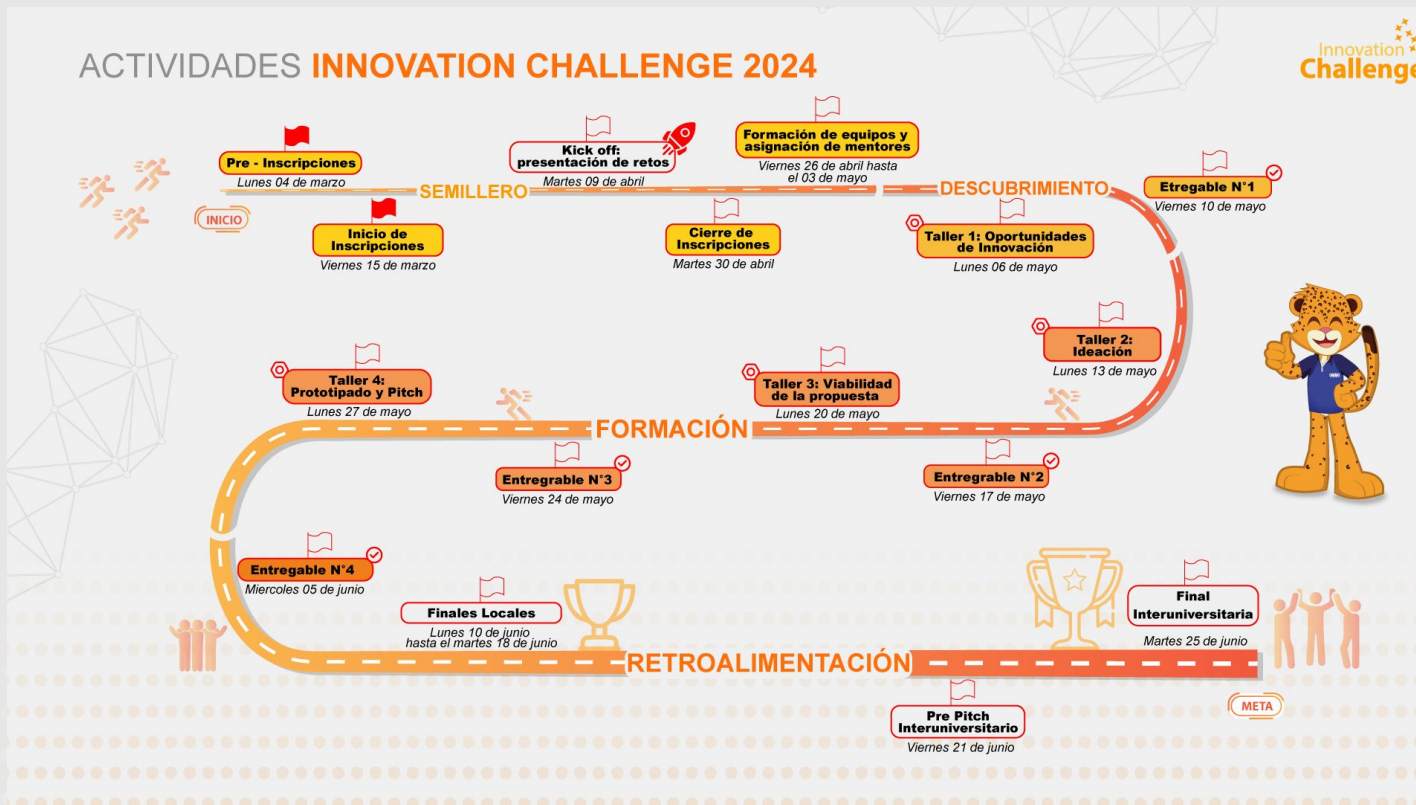 ACTIVIDADES INNOVATION CHALLENGE 2024
Innovation
Challenge
Pre - Inscripciones
Lunes 04 de marzo
Kick off:
presentación de retos
Martes 09 de abril
Formación de equipos y
asignación de mentores
Viernes 26 de abril hasta
el 03 de mayo
Etregable N°1
Viernes 10 de mayo
SEMILLERO
DESCUBRIMIENTO
INICIO
Inicio de
Inscripciones
Viernes 15 de marzo
Cierre de
Inscripciones
Martes 30 de abril
Taller 1: Oportunidades
de Innovación
Lunes 06 de mayo
Taller 2:
Ideación
Lunes 13 de mayo
Taller 4:
Prototipado y Pitch
Lunes 27 de mayo
Taller 3: Viabilidad
de la propuesta
Lunes 20 de mayo
FORMACIÓN
Entregrable N°3
Viernes 24 de mayo
Entregrable N°2
Viernes 17 de mayo
Entregable N°4
Miercoles 05 de junio
Finales Locales
Lunes 10 de junio
hasta el martes 18 de junio
Final
Interuniversitaria
Martes 25 de junio
RETROALIMENTACIÓN
Pre Pitch
Interuniversitario
Viernes 21 de junio
META